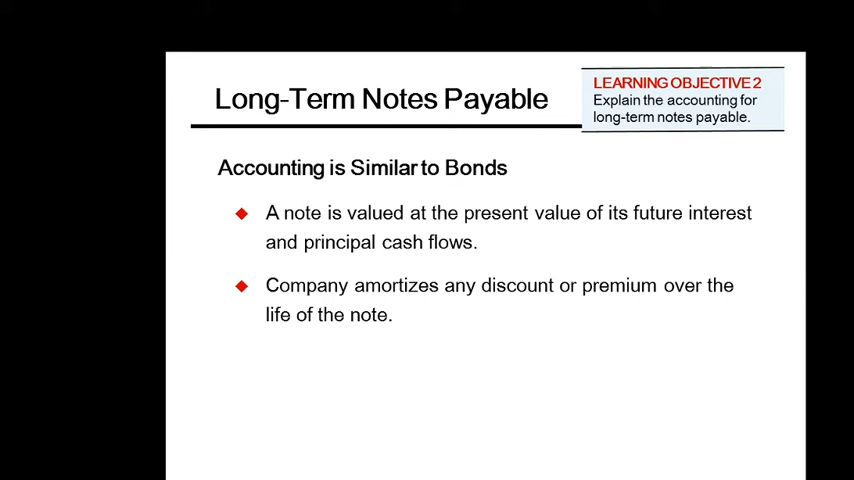 Long-Term Notes Payable
LEARNING OBJECTIVE 2
Explain the accounting for
long-term notes payable.
Accounting is Similar to Bonds
A note is valued at the present value of its future interest
and principal cash flows.
Company amortizes any discount or premium over the
life of the note.